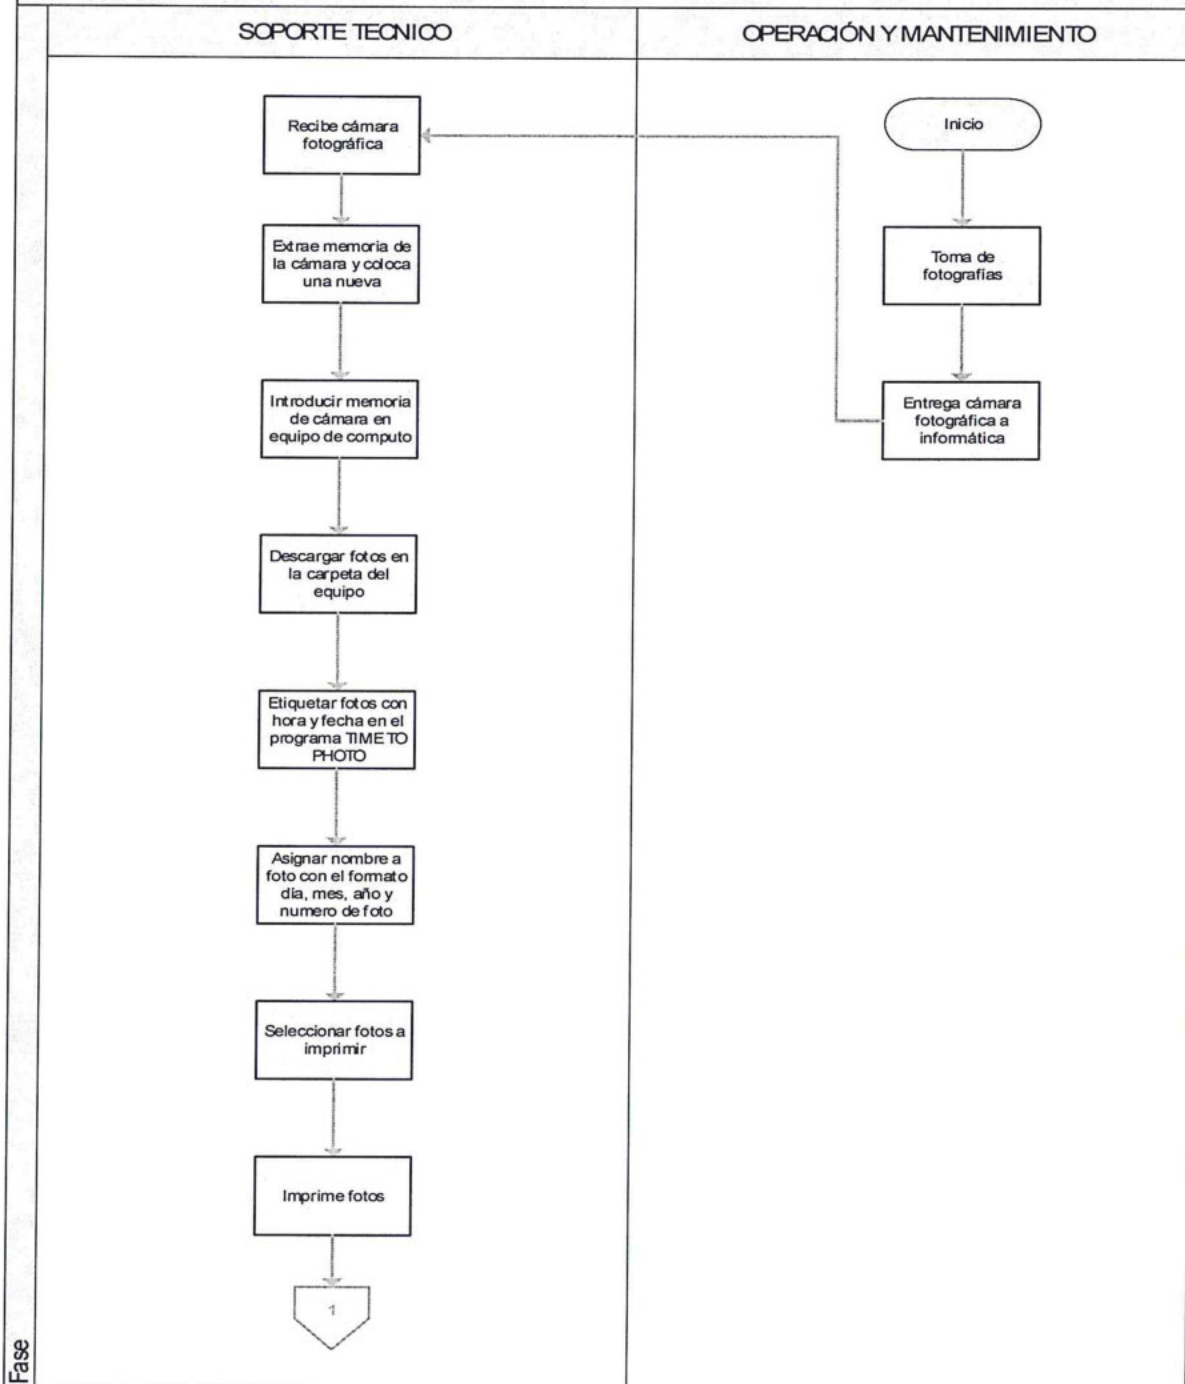 SOPORTE TECNICO
OPERACIÓN Y MANTENIMIENTO
Inicio
Toma de
fotografías
Entrega cámara
fotográfica a
informática
Recibe cámara
fotográfica
Extrae memoria de
la cámara y coloca
una nueva
Introducir memoria
de cámara en
equipo de computo
Descargar fotos en
la carpeta del
equipo
Etiquetar fotos con
hora y fecha en el
programa TIME TO
PHOTO
Asignar nombre a
foto con el formato
día, mes, año y
numero de foto
Seleccionar fotos a
imprimir
Imprime fotos
1
Fase